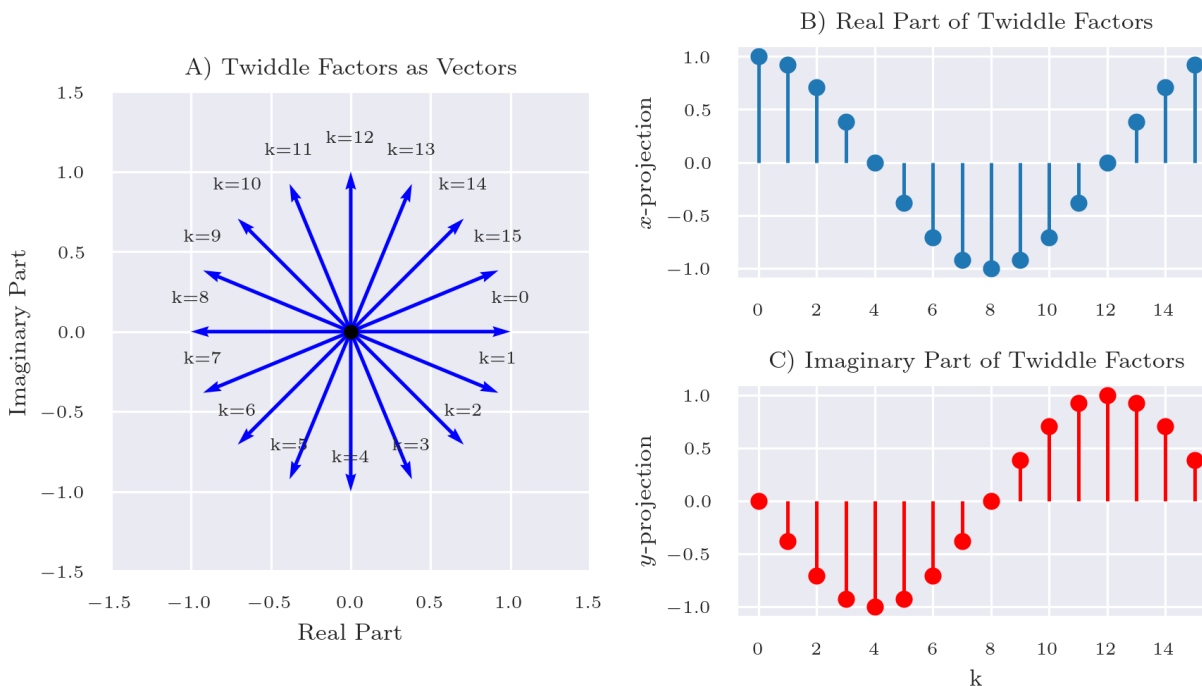 A) Twiddle Factors as Vectors
1.5
1.0
0.5
0.0
−0.5
−1.0
−1.5
Imaginary Part
k=12
k=11
k=13
k=10
k=14
k=9
k=15
k=8
k=0
k=7
k=1
k=6
k=2
k=5
k=3
k=4
−1.5 −1.0 −0.5 0.0 0.5 1.0 1.5
Real Part
B) Real Part of Twiddle Factors
1.0
0.5
0.0
−0.5
−1.0
x-projection
0 2 4 6 8 10 12 14
C) Imaginary Part of Twiddle Factors
1.0
0.5
0.0
−0.5
−1.0
y-projection
0 2 4 6 8 10 12 14
k